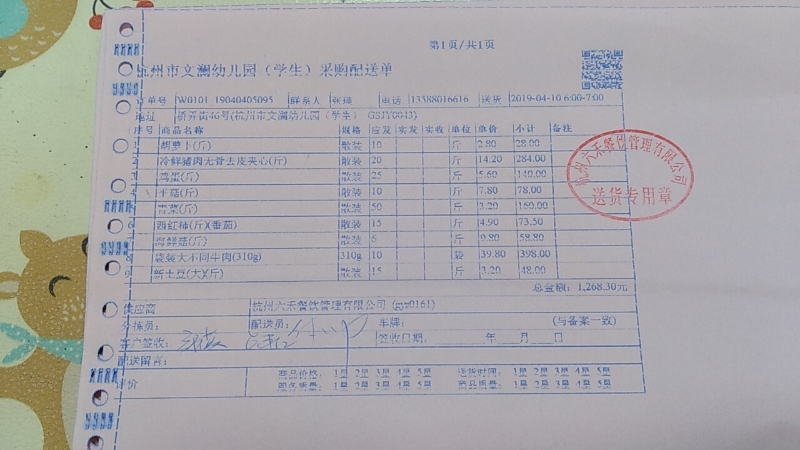 第1页/共1页
杭州市文澜幼儿园（学生）采购配送单
订单号 W0101 19040405095 联系人 张瑶 电话 13588016616 送货 2019-04-10 6:00-7:00
地址 街46号(杭州市文澜幼儿园（学生） GSJY0043)
序号 商品名称 规格 应发 实发 实收 单位 单价 小计 备注
1 胡萝卜(斤) 散装 10 斤 2.80 28.00
2 冷鲜猪肉无骨去皮夹心(斤) 散装 20 斤 14.20 284.00
3 鸡蛋(斤) 散装 25 斤 5.60 140.00
4 平菇(斤) 散装 10 斤 7.80 78.00
5 青菜(斤) 散装 50 斤 3.20 160.00
6 西红柿(斤)(番茄) 散装 15 斤 4.90 73.50
7 海鲜菇(斤) 散装 6 斤 9.80 58.80
8 袋装大不同牛肉(310g) 310g 10 袋 39.80 398.00
9 新土豆(大)(斤) 散装 15 斤 3.20 48.00
总金额: 1,268.30元
杭州六禾餐饮管理有限公司
送货专用章
供应商 杭州六禾餐饮管理有限公司 (gys0161)
分拣员: 配送员: 车牌: (与备案一致)
客户签收: 签收日期: 年 月 日
配送留言:
评价 商品价格: 1星 2星 3星 4星 5星 送货时间: 1星 2星 3星 4星 5星
服务质量: 1星 2星 3星 4星 5星 商品质量: 1星 2星 3星 4星 5星